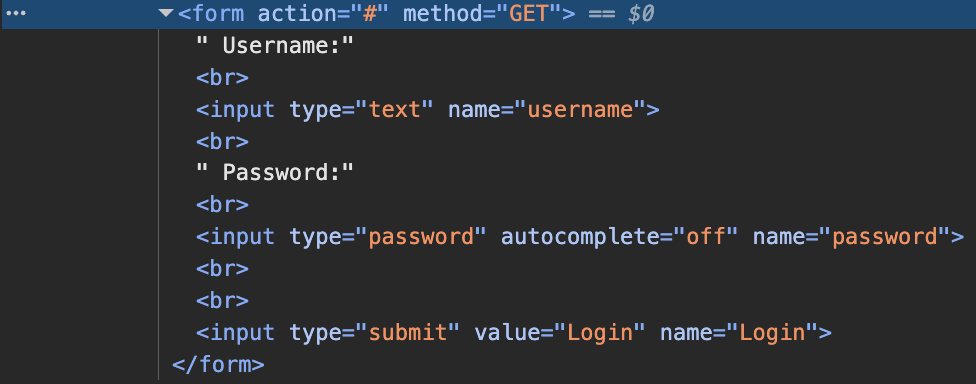 ••• ▼<form action="#" method="GET"> == $0
" Username:"
<br>
<input type="text" name="username">
<br>
" Password:"
<br>
<input type="password" autocomplete="off" name="password">
<br>
<br>
<input type="submit" value="Login" name="Login">
</form>